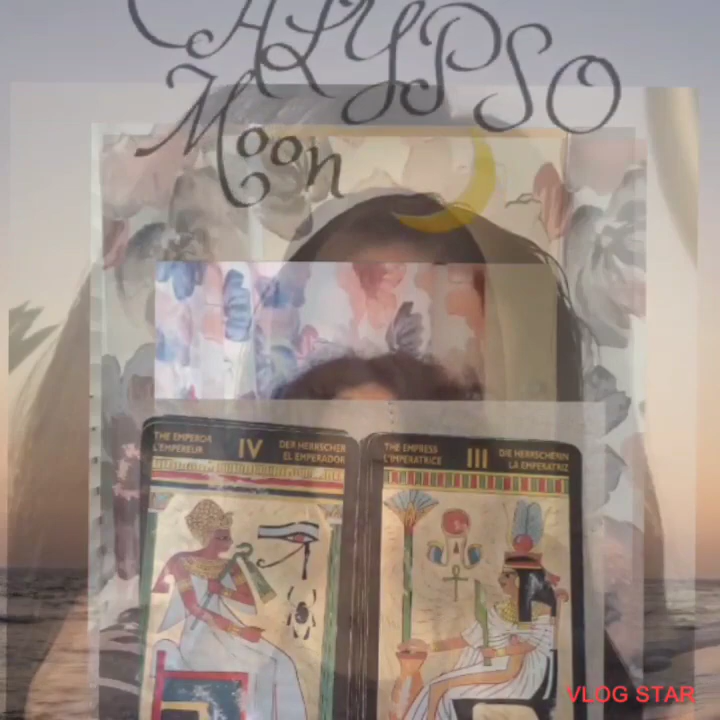 CALYPSO
Moon
THE EMPEROR IV DER HERRSCHER
L'EMPEREUR EL EMPERADOR
THE EMPRESS III DIE HERRSCHERIN
L'IMPERATRICE LA EMPERATRIZ
VLOG STAR